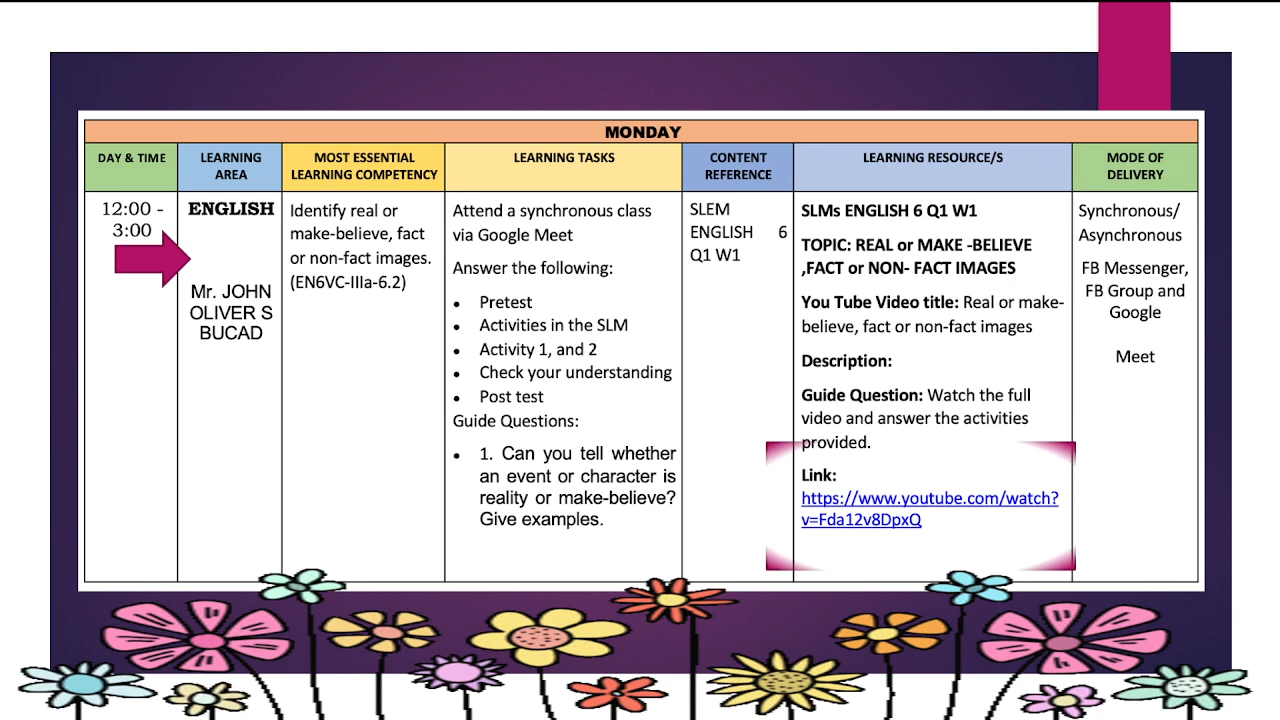 MONDAY
DAY & TIME
LEARNING
AREA
MOST ESSENTIAL
LEARNING COMPETENCY
LEARNING TASKS
CONTENT
REFERENCE
LEARNING RESOURCE/S
MODE OF
DELIVERY
12:00 -
3:00
ENGLISH
Mr. JOHN
OLIVER S
BUCAD
Identify real or
make-believe, fact
or non-fact images.
(EN6VC-IIIa-6.2)
Attend a synchronous class
via Google Meet
Answer the following:
• Pretest
• Activities in the SLM
• Activity 1, and 2
• Check your understanding
• Post test
Guide Questions:
• 1. Can you tell whether
an event or character is
reality or make-believe?
Give examples.
SLEM
ENGLISH 6
Q1 W1
SLMs ENGLISH 6 Q1 W1
TOPIC: REAL or MAKE -BELIEVE
,FACT or NON- FACT IMAGES
You Tube Video title: Real or make-
believe, fact or non-fact images
Description:
Guide Question: Watch the full
video and answer the activities
provided.
Link:
https://www.youtube.com/watch?
v=Fda12v8DpxQ
Synchronous/
Asynchronous
FB Messenger,
FB Group and
Google
Meet